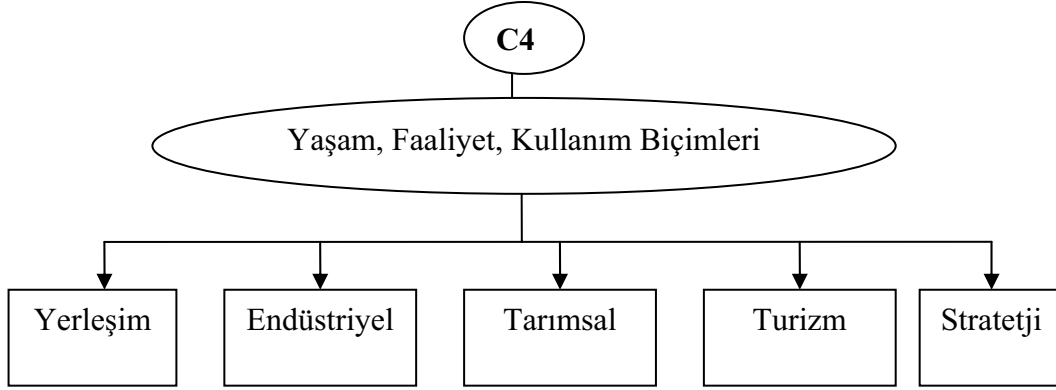 C4
Yaşam, Faaliyet, Kullanım Biçimleri
Yerleşim
Endüstriyel
Tarımsal
Turizm
Stratetji